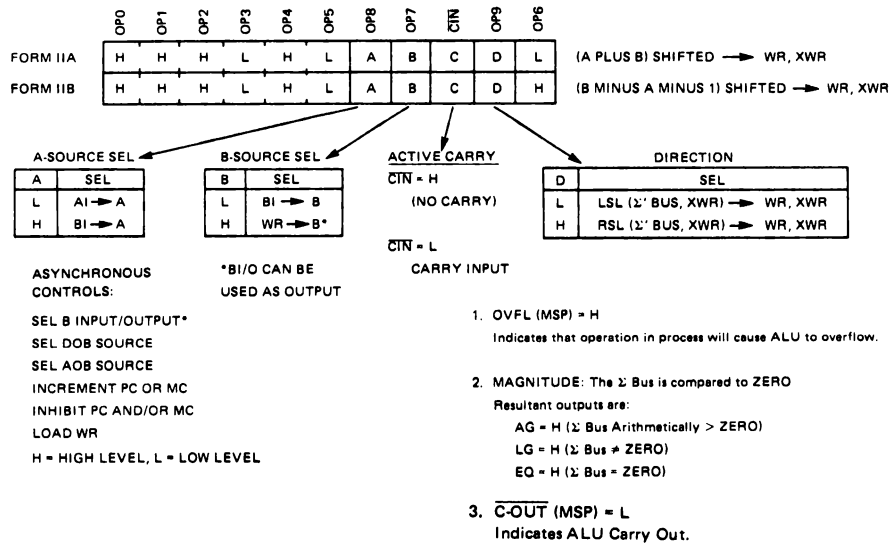 OP0 OP1 OP2 OP3 OP4 OP5 OP8 OP7 C̅I̅N̅ OP9 OP6
FORM IIA H H H L H L A B C D L (A PLUS B) SHIFTED → WR, XWR
FORM IIB H H H L H L A B C D H (B MINUS A MINUS 1) SHIFTED → WR, XWR
A-SOURCE SEL
A SEL
L AI → A
H BI → A
B-SOURCE SEL
B SEL
L BI → B
H WR → B*
*BI/O CAN BE
USED AS OUTPUT
ACTIVE CARRY
C̅I̅N̅ = H
(NO CARRY)
C̅I̅N̅ = L
CARRY INPUT
DIRECTION
D SEL
L LSL (Σ' BUS, XWR) → WR, XWR
H RSL (Σ' BUS, XWR) → WR, XWR
ASYNCHRONOUS
CONTROLS:
SEL B INPUT/OUTPUT*
SEL DOB SOURCE
SEL AOB SOURCE
INCREMENT PC OR MC
INHIBIT PC AND/OR MC
LOAD WR
H = HIGH LEVEL, L = LOW LEVEL
1. OVFL (MSP) = H
Indicates that operation in process will cause ALU to overflow.
2. MAGNITUDE: The Σ Bus is compared to ZERO
Resultant outputs are:
AG = H (Σ Bus Arithmetically > ZERO)
LG = H (Σ Bus ≠ ZERO)
EQ = H (Σ Bus = ZERO)
3. C̅-̅O̅U̅T̅ (MSP) = L
Indicates ALU Carry Out.